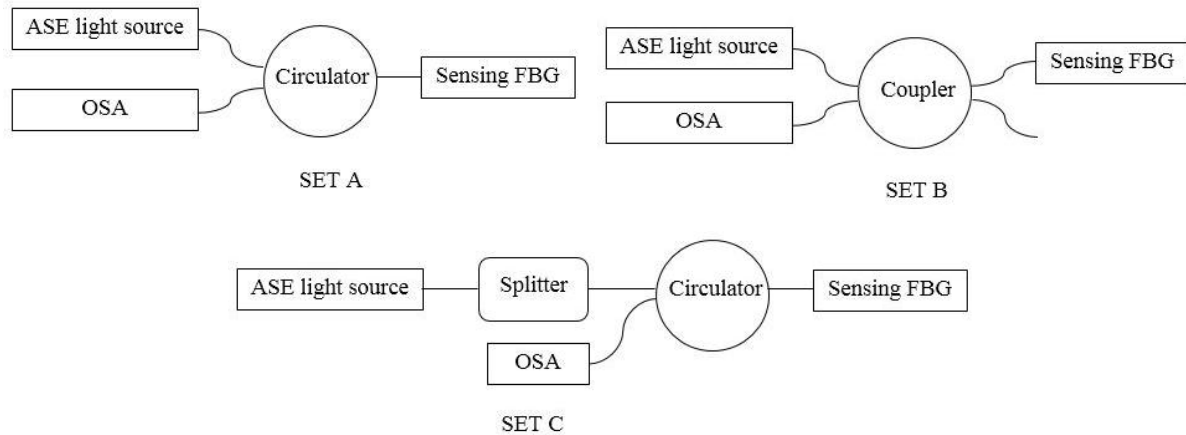 ASE light source
Circulator
Sensing FBG
OSA
SET A
ASE light source
Sensing FBG
Coupler
OSA
SET B
ASE light source
Splitter
Circulator
Sensing FBG
OSA
SET C